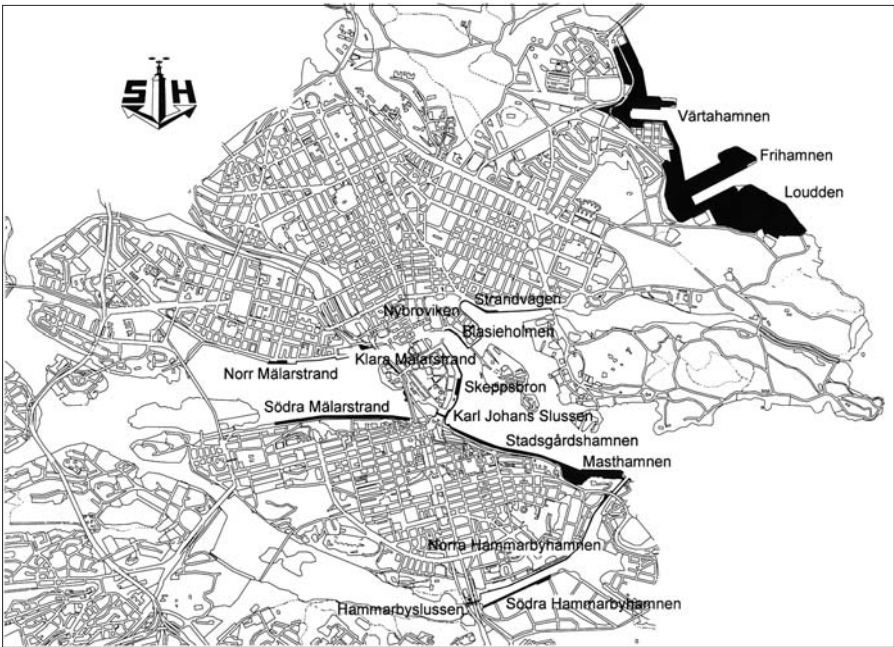 S H
Värtahamnen
Frihamnen
Loudden
Strandvägen
Nybroviken
Blasieholmen
Klara Mälarstrand
Norr Mälarstrand
Skeppsbron
Södra Mälarstrand
Karl Johans Slussen
Stadsgårdshamnen
Masthamnen
Norra Hammarbyhamnen
Hammarbyslussen
Södra Hammarbyhamnen